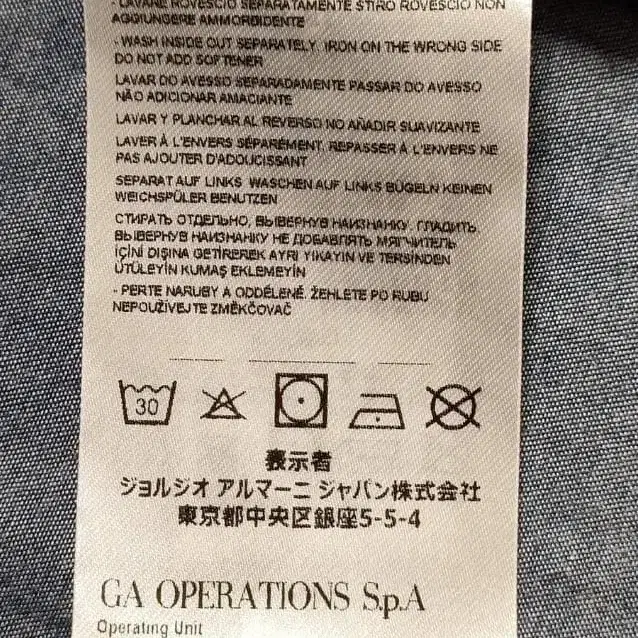 - LAVARE ROVESCIO SEPARATAMENTE STIRO ROVESCIO NON
AGGIUNGERE AMMORBIDENTE
- WASH INSIDE OUT SEPARATELY. IRON ON THE WRONG SIDE
DO NOT ADD SOFTENER
LAVAR DO AVESSO SEPARADAMENTE PASSAR DO AVESSO
NÃO ADICIONAR AMACIANTE
LAVAR Y PLANCHAR AL REVERSO NO AÑADIR SUAVIZANTE
LAVER À L'ENVERS SÉPARÉMENT. REPASSER À L'ENVERS NE
PAS AJOUTER D'ADOUCISSANT
SEPARAT AUF LINKS WASCHEN AUF LINKS BÜGELN KEINEN
WEICHSPÜLER BENUTZEN
СТИРАТЬ ОТДЕЛЬНО, ВЫВЕРНУВ НАИЗНАНКУ. ГЛАДИТЬ,
ВЫВЕРНУВ НАИЗНАНКУ НЕ ДОБАВЛЯТЬ МЯГЧИТЕЛЬ
İÇİNİ DIŞINA GETİREREK AYRI YIKAYIN VE TERSİNDEN
ÜTÜLEYİN KUMAŞ EKLEMEYİN
- PERTE NARUBY A ODDĚLENĚ. ŽEHLETE PO RUBU
NEPOUŽÍVEJTE ZMĚKČOVAČ
30
表示者
ジョルジオ アルマーニ ジャパン株式会社
東京都中央区銀座5-5-4
GA OPERATIONS S.p.A
Operating Unit